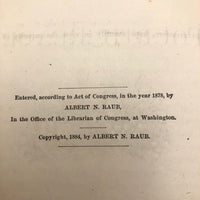 Entered, according to Act of Congress, in the year 1878, by
ALBERT N. RAUB,
In the Office of the Librarian of Congress, at Washington.
Copyright, 1884, by ALBERT N. RAUB.